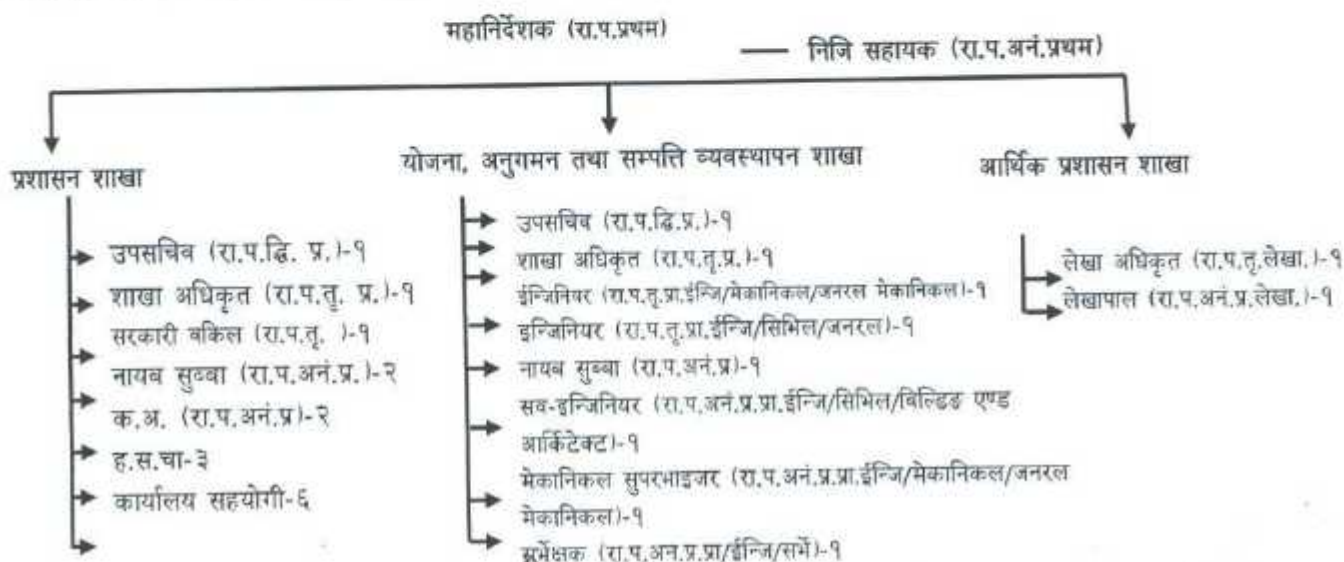 महानिर्देशक (रा.प.प्रथम)
निजि सहायक (रा.प.अनं.प्रथम)
प्रशासन शाखा
उपसचिव (रा.प.द्वि. प्र.)-१
शाखा अधिकृत (रा.प.तृ. प्र.)-१
सरकारी वकिल (रा.प.तृ. )-१
नायब सुब्बा (रा.प.अनं.प्र.)-२
क.अ. (रा.प.अनं.प्र)-२
ह.स.चा-३
कार्यालय सहयोगी-६
योजना, अनुगमन तथा सम्पत्ति व्यवस्थापन शाखा
उपसचिव (रा.प.द्वि.प्र.)-१
शाखा अधिकृत (रा.प.तृ.प्र.)-१
ईन्जिनियर (रा.प.तृ.प्रा.ईन्जि/मेकानिकल/जनरल मेकानिकल)-१
इन्जिनियर (रा.प.तृ.प्रा.ईन्जि/सिभिल/जनरल)-१
नायब सुब्बा (रा.प.अनं.प्र)-१
सव-इन्जिनियर (रा.प.अनं.प्र.प्रा.ईन्जि/सिभिल/बिल्डिङ एण्ड
आर्किटेक्ट)-१
मेकानिकल सुपरभाइजर (रा.प.अनं.प्र.प्रा.ईन्जि/मेकानिकल/जनरल
मेकानिकल)-१
सर्भेक्षक (रा.प.अन.प्र.प्रा/ईन्जि/सर्भे)-१
आर्थिक प्रशासन शाखा
लेखा अधिकृत (रा.प.तृ.लेखा.)-१
लेखापाल (रा.प.अनं.प्र.लेखा.)-१